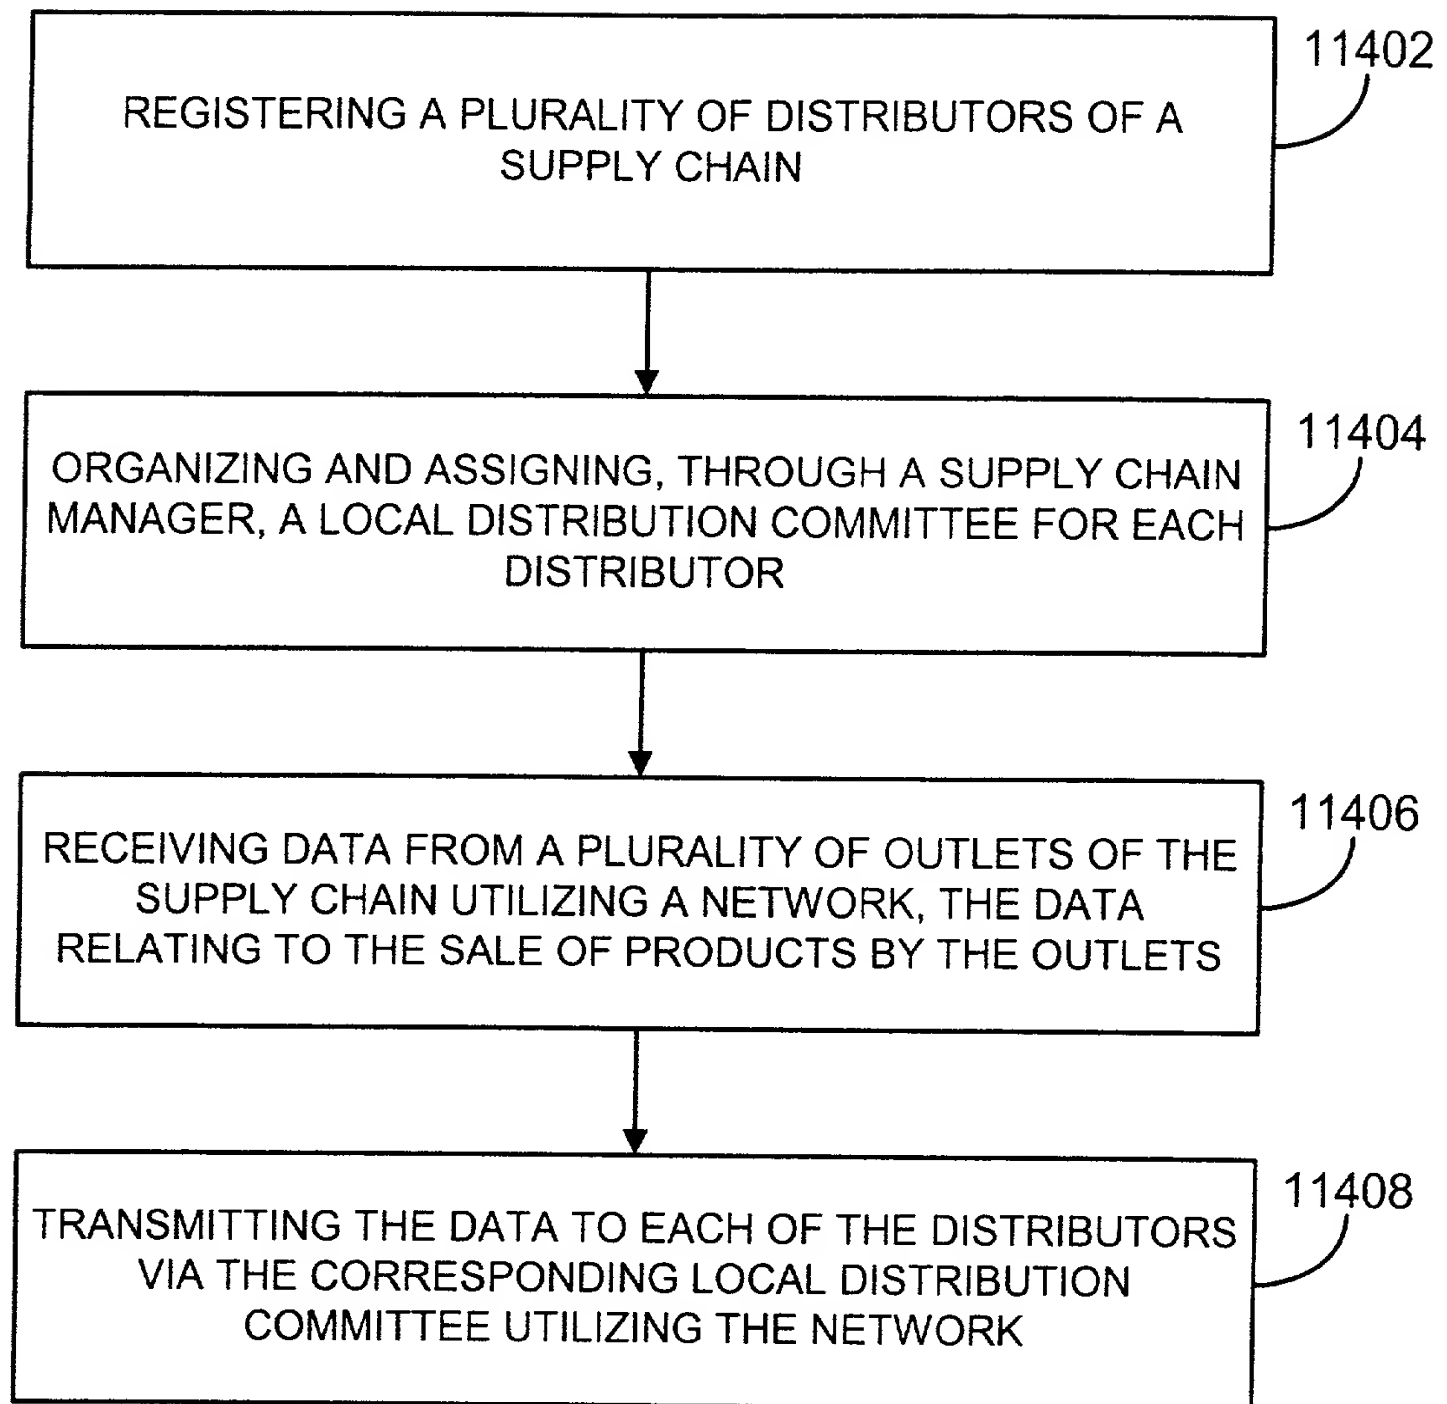 11402
REGISTERING A PLURALITY OF DISTRIBUTORS OF A
SUPPLY CHAIN
11404
ORGANIZING AND ASSIGNING, THROUGH A SUPPLY CHAIN
MANAGER, A LOCAL DISTRIBUTION COMMITTEE FOR EACH
DISTRIBUTOR
11406
RECEIVING DATA FROM A PLURALITY OF OUTLETS OF THE
SUPPLY CHAIN UTILIZING A NETWORK, THE DATA
RELATING TO THE SALE OF PRODUCTS BY THE OUTLETS
11408
TRANSMITTING THE DATA TO EACH OF THE DISTRIBUTORS
VIA THE CORRESPONDING LOCAL DISTRIBUTION
COMMITTEE UTILIZING THE NETWORK